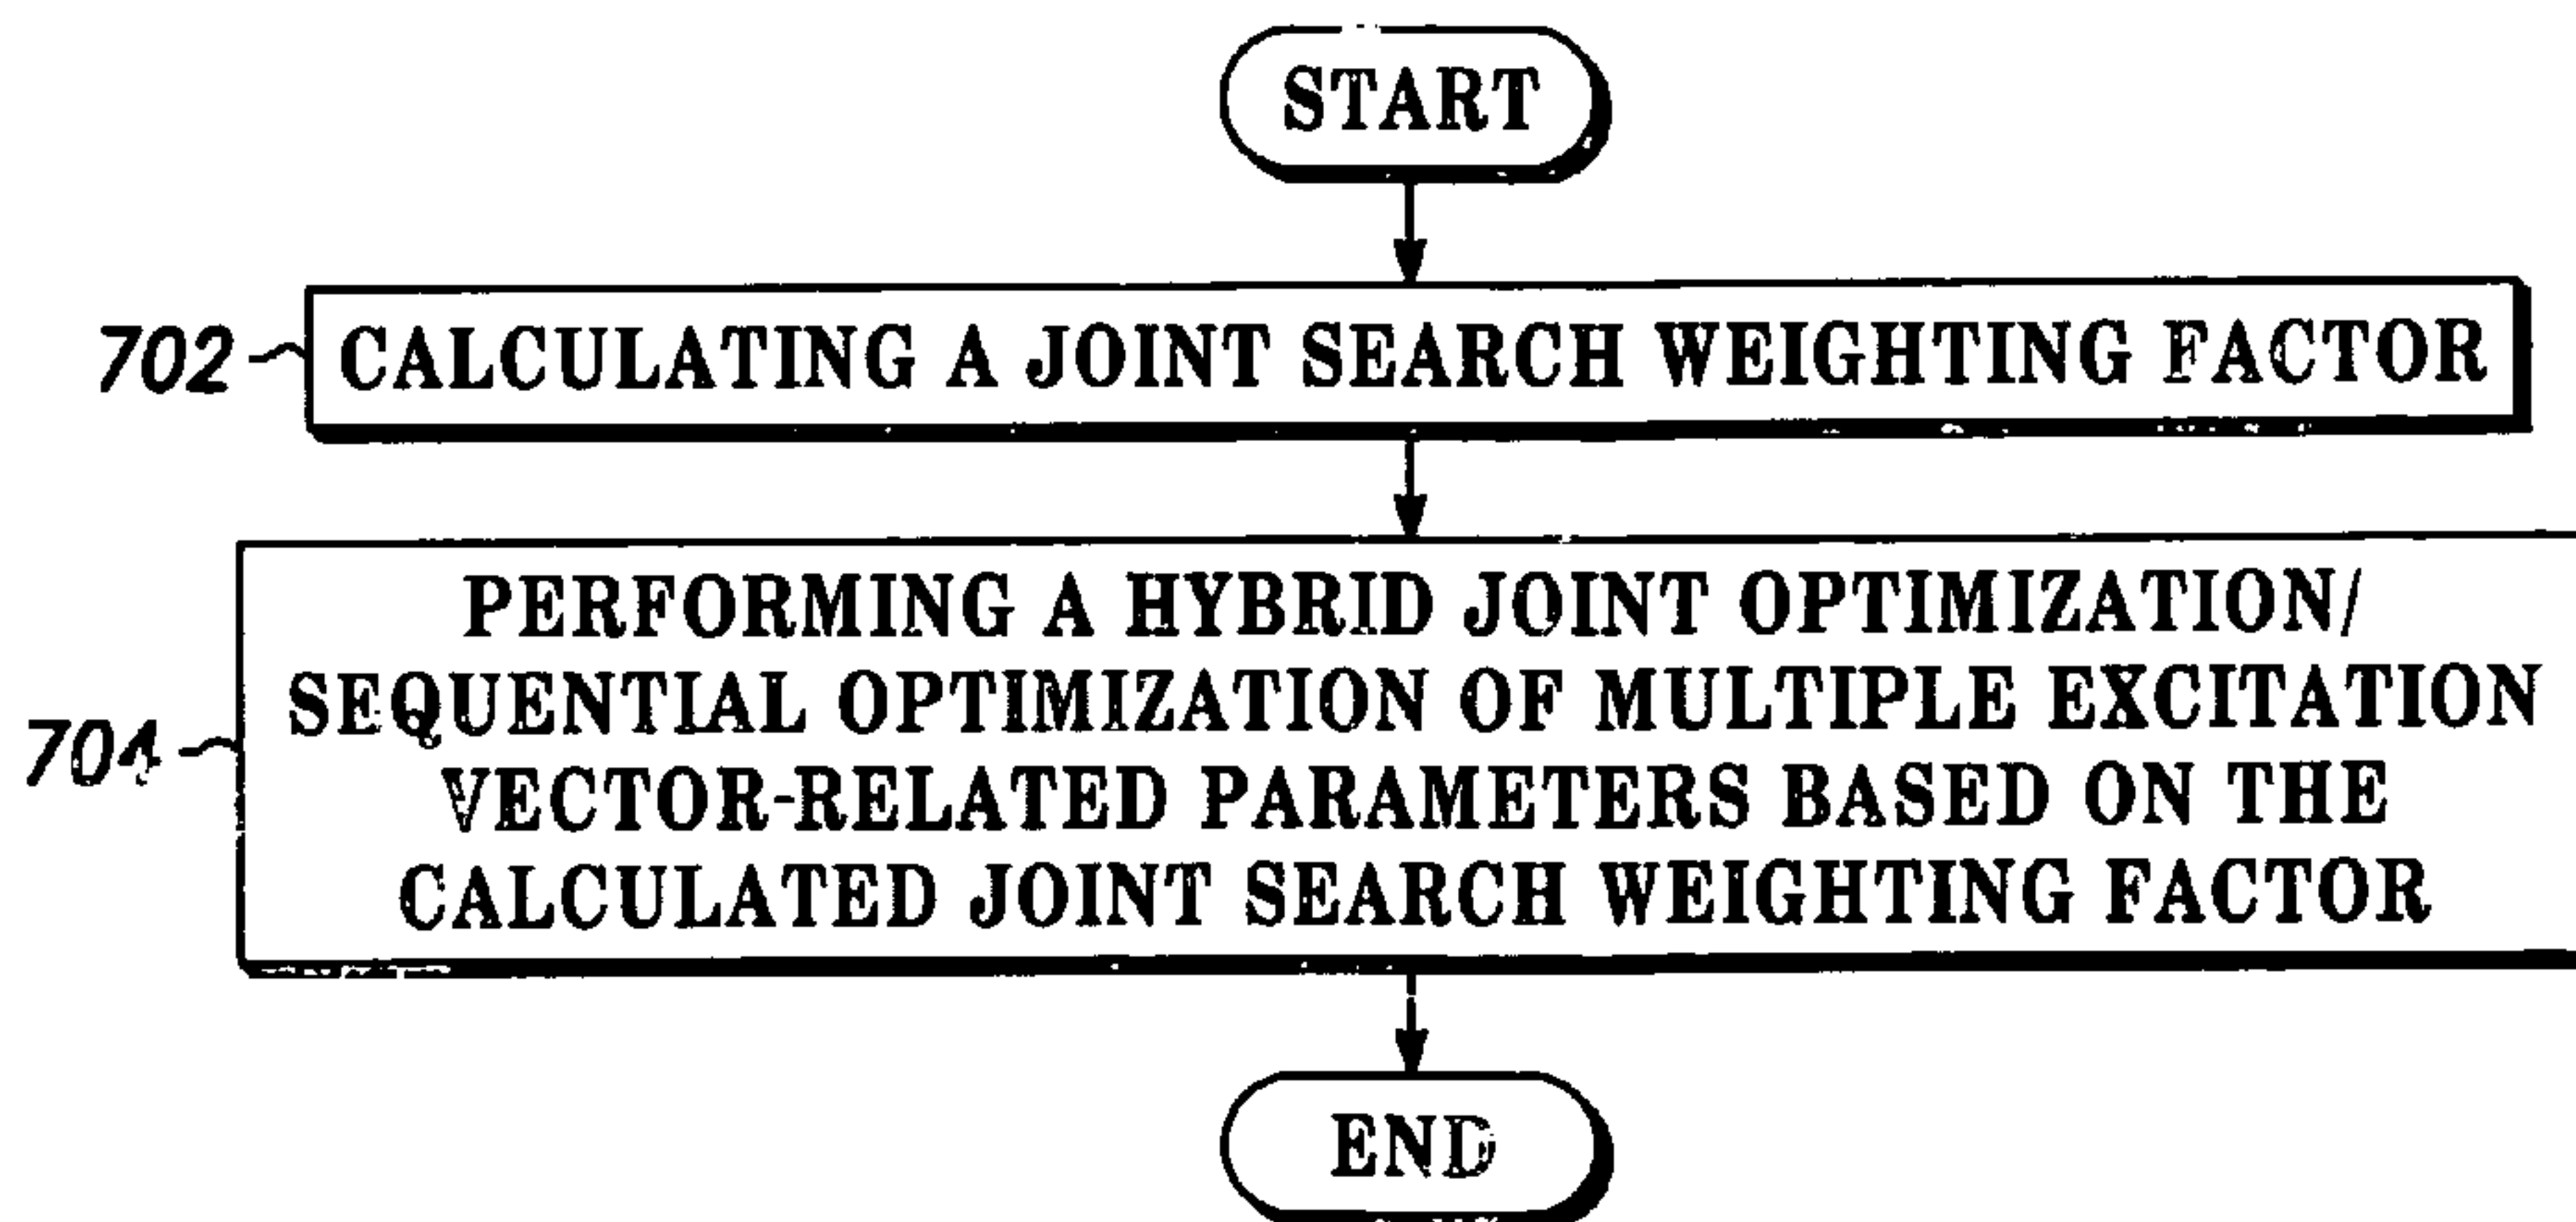 START
702 CALCULATING A JOINT SEARCH WEIGHTING FACTOR
PERFORMING A HYBRID JOINT OPTIMIZATION/
SEQUENTIAL OPTIMIZATION OF MULTIPLE EXCITATION
704
VECTOR-RELATED PARAMETERS BASED ON THE
CALCULATED JOINT SEARCH WEIGHTING FACTOR
END